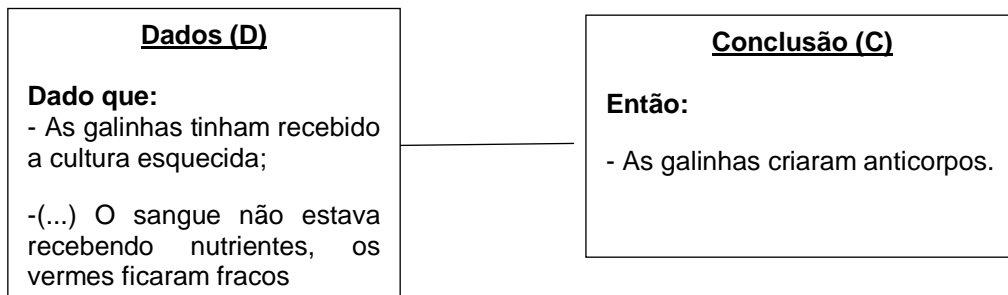 Dados (D)
Dado que:
- As galinhas tinham recebido
a cultura esquecida;
-(...) O sangue não estava
recebendo nutrientes, os
vermes ficaram fracos
Conclusão (C)
Então:
- As galinhas criaram anticorpos.